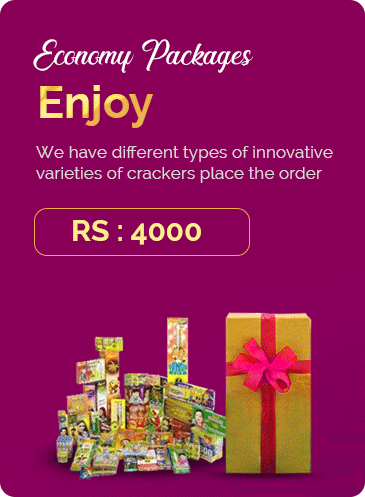 Economy Packages
Enjoy
We have different types of innovative
varieties of crackers place the order
RS : 4000